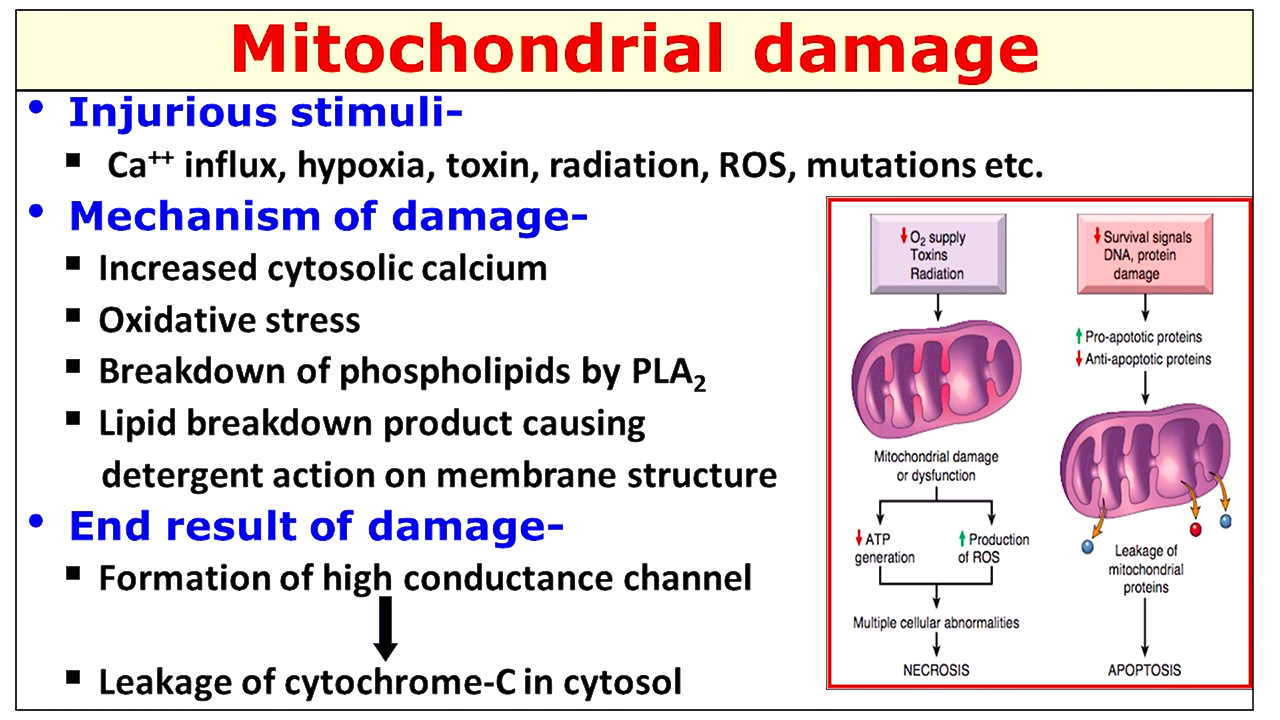 Mitochondrial damage
• Injurious stimuli-
▪ Ca⁺⁺ influx, hypoxia, toxin, radiation, ROS, mutations etc.
• Mechanism of damage-
▪ Increased cytosolic calcium
▪ Oxidative stress
▪ Breakdown of phospholipids by PLA₂
▪ Lipid breakdown product causing
detergent action on membrane structure
• End result of damage-
▪ Formation of high conductance channel
▪ Leakage of cytochrome-C in cytosol
↓O₂ supply
Toxins
Radiation
Mitochondrial damage
or dysfunction
↓ATP
generation
↑Production
of ROS
Multiple cellular abnormalities
NECROSIS
↓Survival signals
DNA, protein
damage
↑Pro-apototic proteins
↓Anti-apoptotic proteins
Leakage of
mitochondrial
proteins
APOPTOSIS